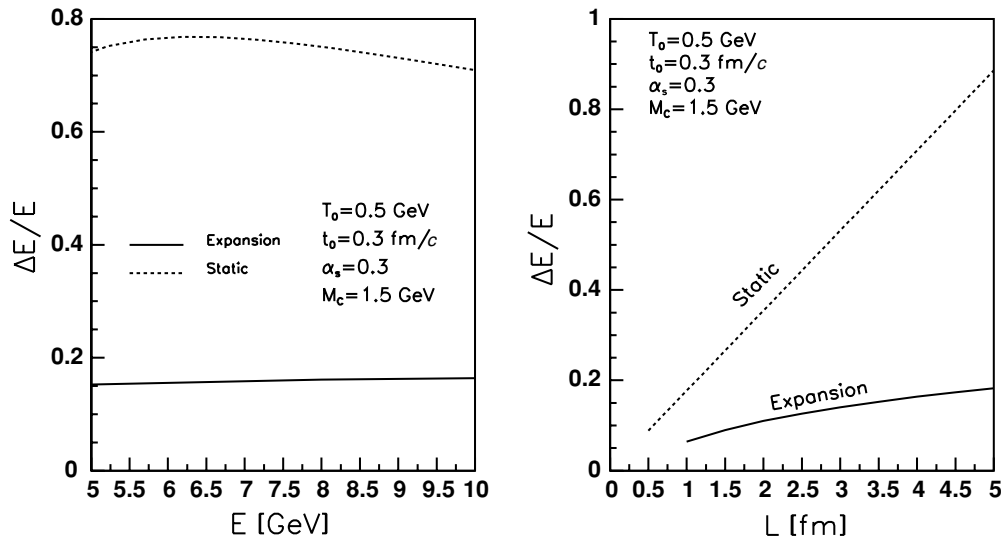 0.8
0.6
0.4
0.2
0
ΔE/E
T₀=0.5 GeV
t₀=0.3 fm/c
αₛ=0.3
M_C=1.5 GeV
Expansion
Static
5 5.5 6 6.5 7 7.5 8 8.5 9 9.5 10
E [GeV]
1
0.8
0.6
0.4
0.2
0
ΔE/E
T₀=0.5 GeV
t₀=0.3 fm/c
αₛ=0.3
M_C=1.5 GeV
Static
Expansion
0 0.5 1 1.5 2 2.5 3 3.5 4 4.5 5
L [fm]